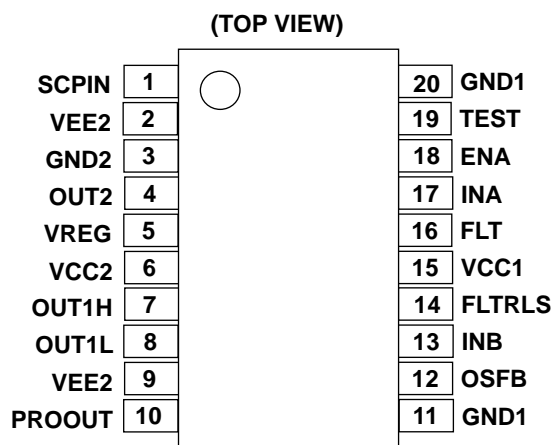 (TOP VIEW)
SCPIN 1 20 GND1
VEE2 2 19 TEST
GND2 3 18 ENA
OUT2 4 17 INA
VREG 5 16 FLT
VCC2 6 15 VCC1
OUT1H 7 14 FLTRLS
OUT1L 8 13 INB
VEE2 9 12 OSFB
PROOUT 10 11 GND1